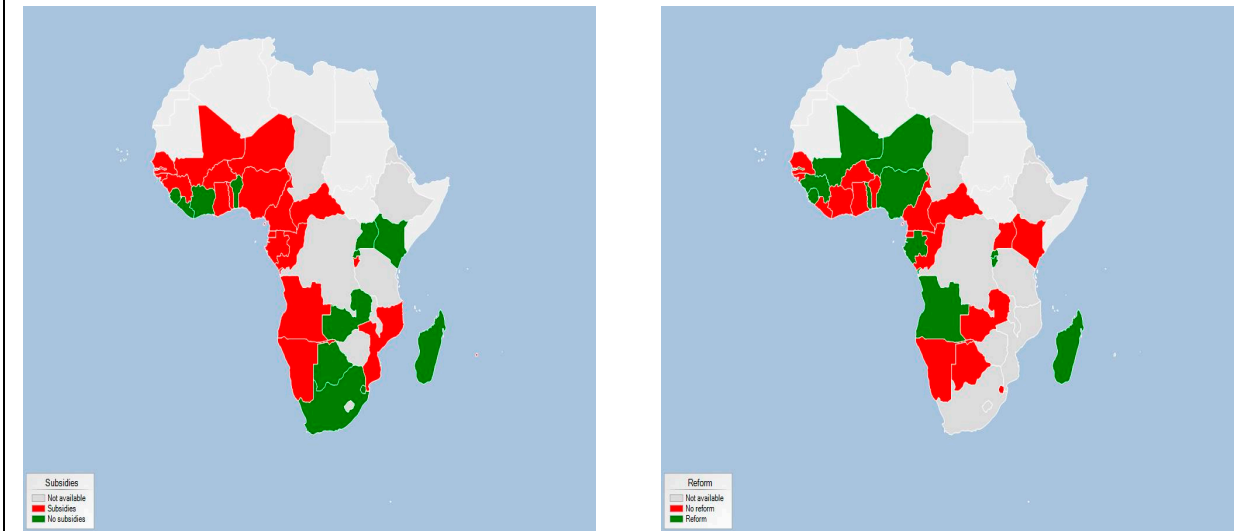 Subsidies
Not available
Subsidies
No subsidies
Reform
Not available
No reform
Reform